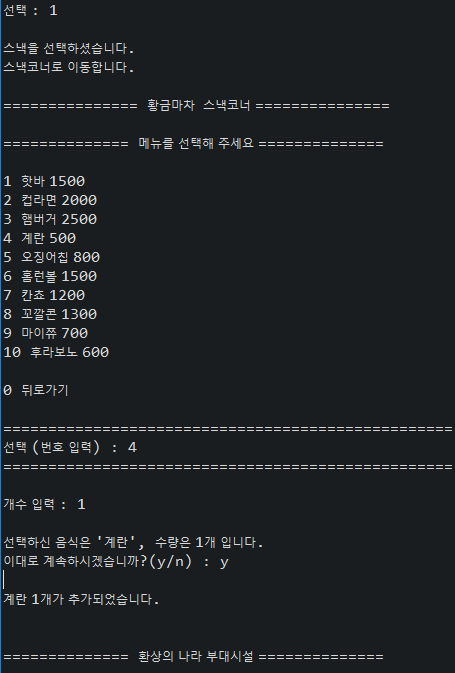 선택 : 1
스낵을 선택하셨습니다.
스낵코너로 이동합니다.
=============== 황금마차 스낵코너 ===============
============== 메뉴를 선택해 주세요 ==============
1 핫바 1500
2 컵라면 2000
3 햄버거 2500
4 계란 500
5 오징어칩 800
6 홈런볼 1500
7 칸쵸 1200
8 꼬깔콘 1300
9 마이쮸 700
10 후라보노 600
0 뒤로가기
==================================================
선택 (번호 입력) : 4
==================================================
개수 입력 : 1
선택하신 음식은 '계란', 수량은 1개 입니다.
이대로 계속하시겠습니까?(y/n) : y
계란 1개가 추가되었습니다.
============== 환상의 나라 부대시설 ==============